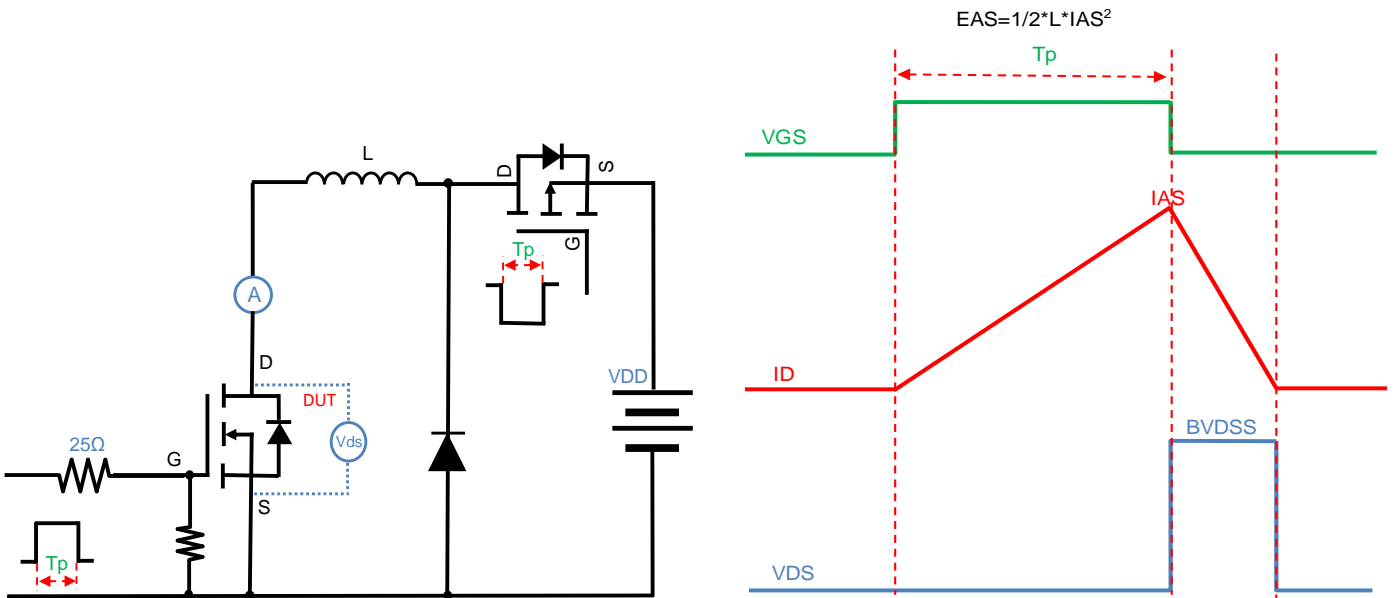 EAS=1/2*L*IAS²
Tp
VGS
L
D
S
G
Tp
IAS
A
D
VDD
ID
DUT
25Ω
G
Vds
BVDSS
S
Tp
VDS